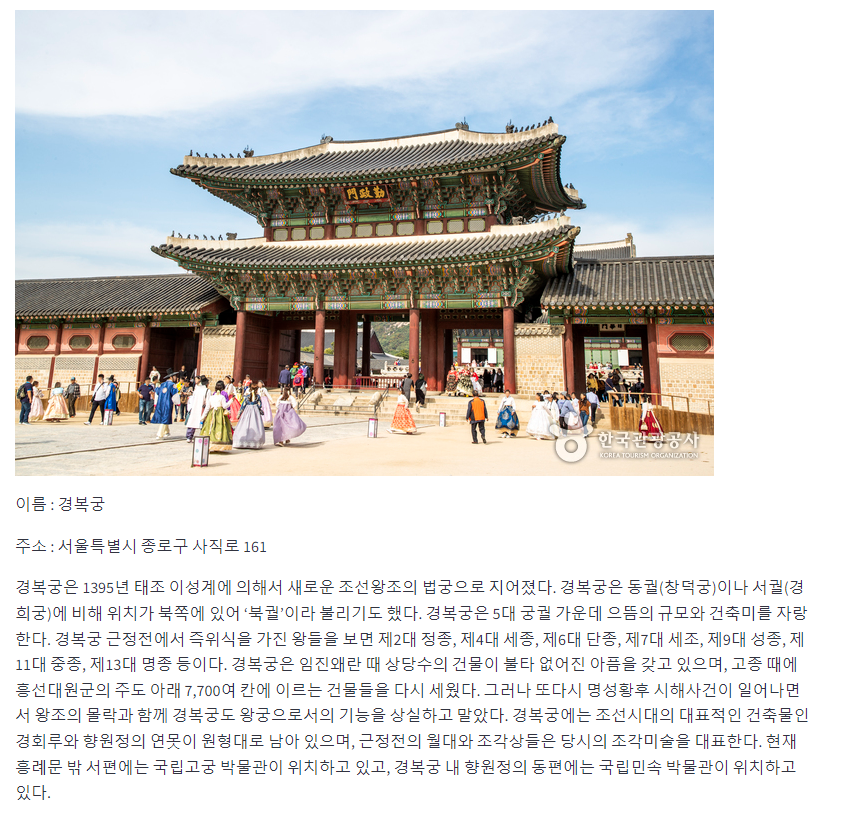 勤政門
한국관광공사
KOREA TOURISM ORGANIZATION
이름 : 경복궁
주소 : 서울특별시 종로구 사직로 161
경복궁은 1395년 태조 이성계에 의해서 새로운 조선왕조의 법궁으로 지어졌다. 경복궁은 동궐(창덕궁)이나 서궐(경
희궁)에 비해 위치가 북쪽에 있어 ‘북궐’이라 불리기도 했다. 경복궁은 5대 궁궐 가운데 으뜸의 규모와 건축미를 자랑
한다. 경복궁 근정전에서 즉위식을 가진 왕들을 보면 제2대 정종, 제4대 세종, 제6대 단종, 제7대 세조, 제9대 성종, 제
11대 중종, 제13대 명종 등이다. 경복궁은 임진왜란 때 상당수의 건물이 불타 없어진 아픔을 갖고 있으며, 고종 때에
흥선대원군의 주도 아래 7,700여 칸에 이르는 건물들을 다시 세웠다. 그러나 또다시 명성황후 시해사건이 일어나면
서 왕조의 몰락과 함께 경복궁도 왕궁으로서의 기능을 상실하고 말았다. 경복궁에는 조선시대의 대표적인 건축물인
경회루와 향원정의 연못이 원형대로 남아 있으며, 근정전의 월대와 조각상들은 당시의 조각미술을 대표한다. 현재
흥례문 밖 서편에는 국립고궁 박물관이 위치하고 있고, 경복궁 내 향원정의 동편에는 국립민속 박물관이 위치하고
있다.